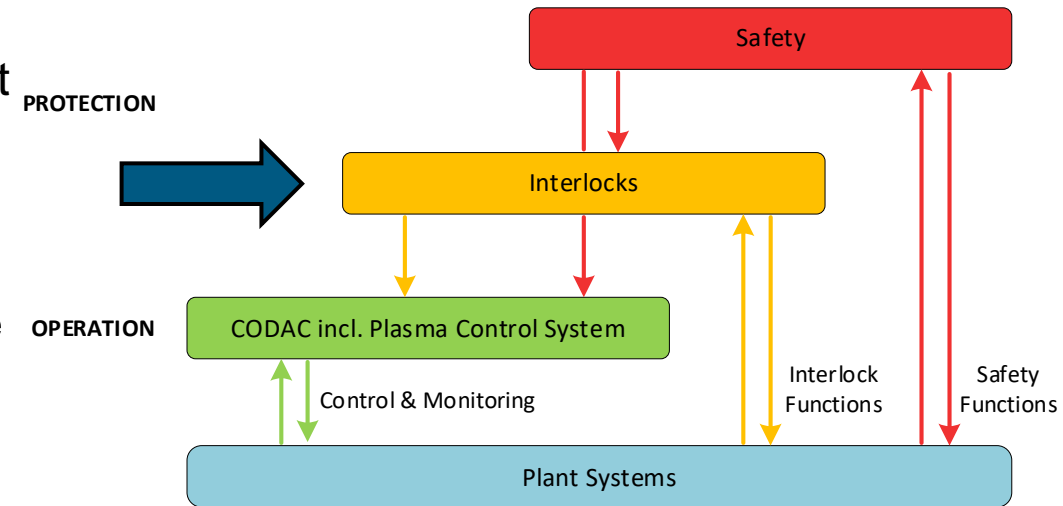 Safety
t
PROTECTION
Interlocks
e
OPERATION
CODAC incl. Plasma Control System
Control & Monitoring
Interlock
Functions
Safety
Functions
Plant Systems